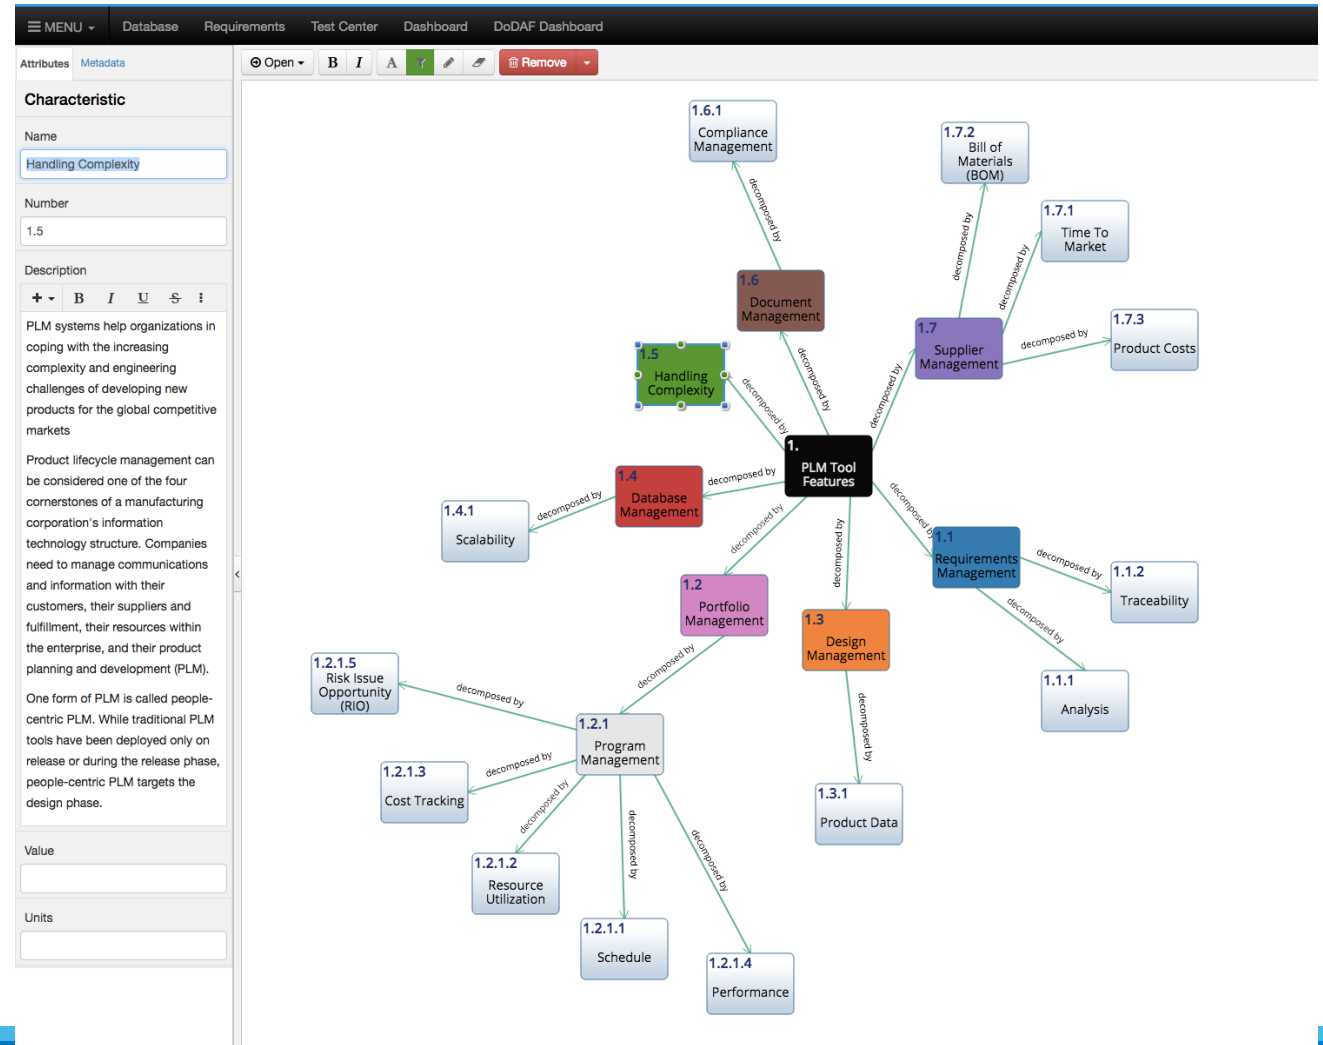 MENU Database Requirements Test Center Dashboard DoDAF Dashboard
Attributes Metadata
Open B I A Remove
Characteristic
Name
Handling Complexity
Number
1.5
Description
B I U S
PLM systems help organizations in
coping with the increasing
complexity and engineering
challenges of developing new
products for the global competitive
markets
Product lifecycle management can
be considered one of the four
cornerstones of a manufacturing
corporation's information
technology structure. Companies
need to manage communications
and information with their
customers, their suppliers and
fulfillment, their resources within
the enterprise, and their product
planning and development (PLM).
One form of PLM is called people-
centric PLM. While traditional PLM
tools have been deployed only on
release or during the release phase,
people-centric PLM targets the
design phase.
Value
Units
1.6.1
Compliance
Management
decomposed by
1.7.2
Bill of
Materials
(BOM)
decomposed by
1.7.1
Time To
Market
decomposed by
1.7.3
Product Costs
decomposed by
1.6
Document
Management
decomposed by
1.7
Supplier
Management
decomposed by
1.5
Handling
Complexity
decomposed by
1.
PLM Tool
Features
1.4
Database
Management
decomposed by
1.4.1
Scalability
decomposed by
1.1
Requirements
Management
decomposed by
1.1.2
Traceability
decomposed by
1.1.1
Analysis
decomposed by
1.2
Portfolio
Management
decomposed by
1.3
Design
Management
decomposed by
1.3.1
Product Data
decomposed by
1.2.1
Program
Management
decomposed by
1.2.1.5
Risk Issue
Opportunity
(RIO)
decomposed by
1.2.1.3
Cost Tracking
decomposed by
1.2.1.2
Resource
Utilization
decomposed by
1.2.1.1
Schedule
decomposed by
1.2.1.4
Performance
decomposed by